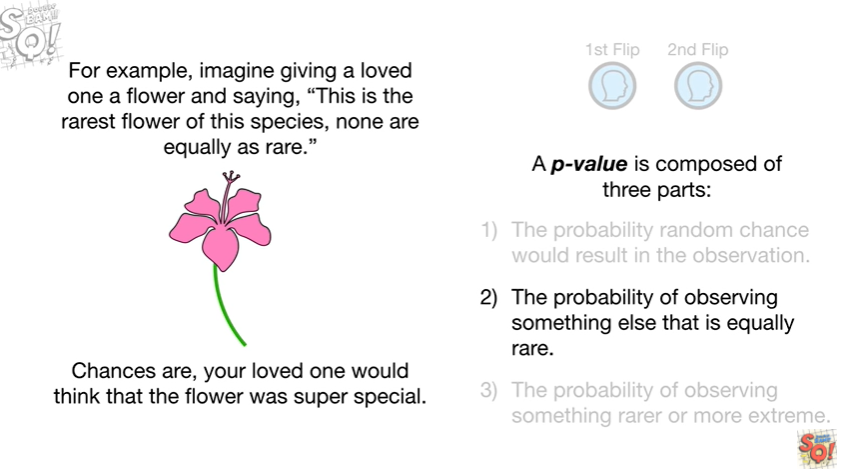 For example, imagine giving a loved
one a flower and saying, “This is the
rarest flower of this species, none are
equally as rare.”
Chances are, your loved one would
think that the flower was super special.
1st Flip 2nd Flip
A p-value is composed of
three parts:
1) The probability random chance
would result in the observation.
2) The probability of observing
something else that is equally
rare.
3) The probability of observing
something rarer or more extreme.
SQ!
SQ!